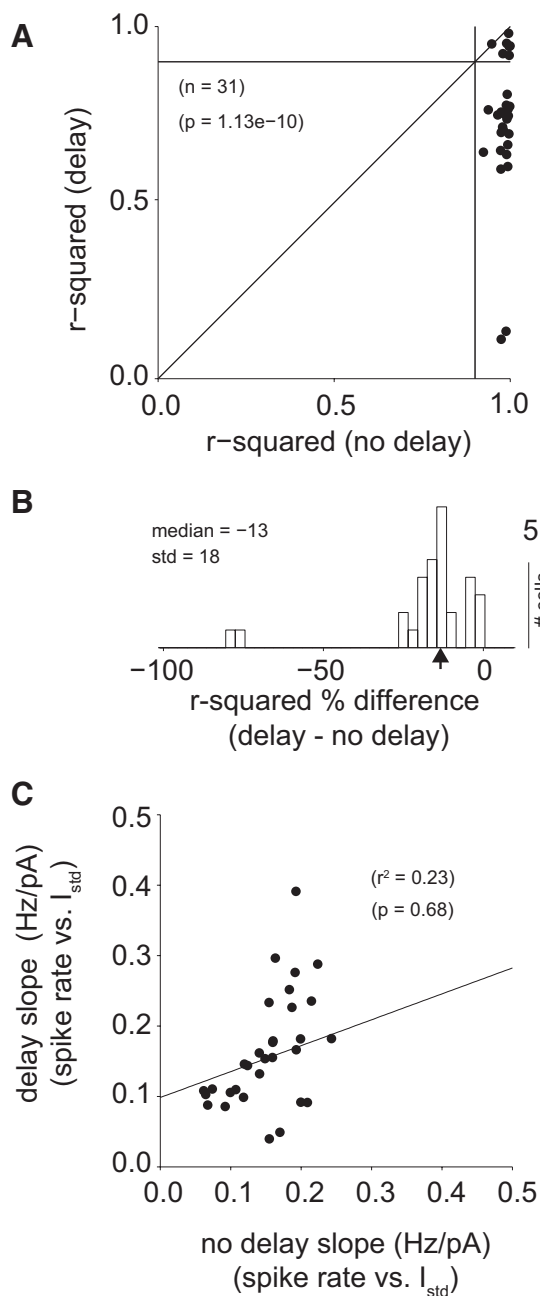 A
1.0
(n = 31)
(p = 1.13e−10)
0.5
r−squared (delay)
0.0
0.0 0.5 1.0
r−squared (no delay)
B
median = −13
std = 18
5
# cells
−100 −50 0
r-squared % difference
(delay - no delay)
C
0.5
(r² = 0.23)
0.4
(p = 0.68)
0.3
delay slope (Hz/pA)
(spike rate vs. Istd)
0.2
0.1
0.0
0.0 0.1 0.2 0.3 0.4 0.5
no delay slope (Hz/pA)
(spike rate vs. Istd)